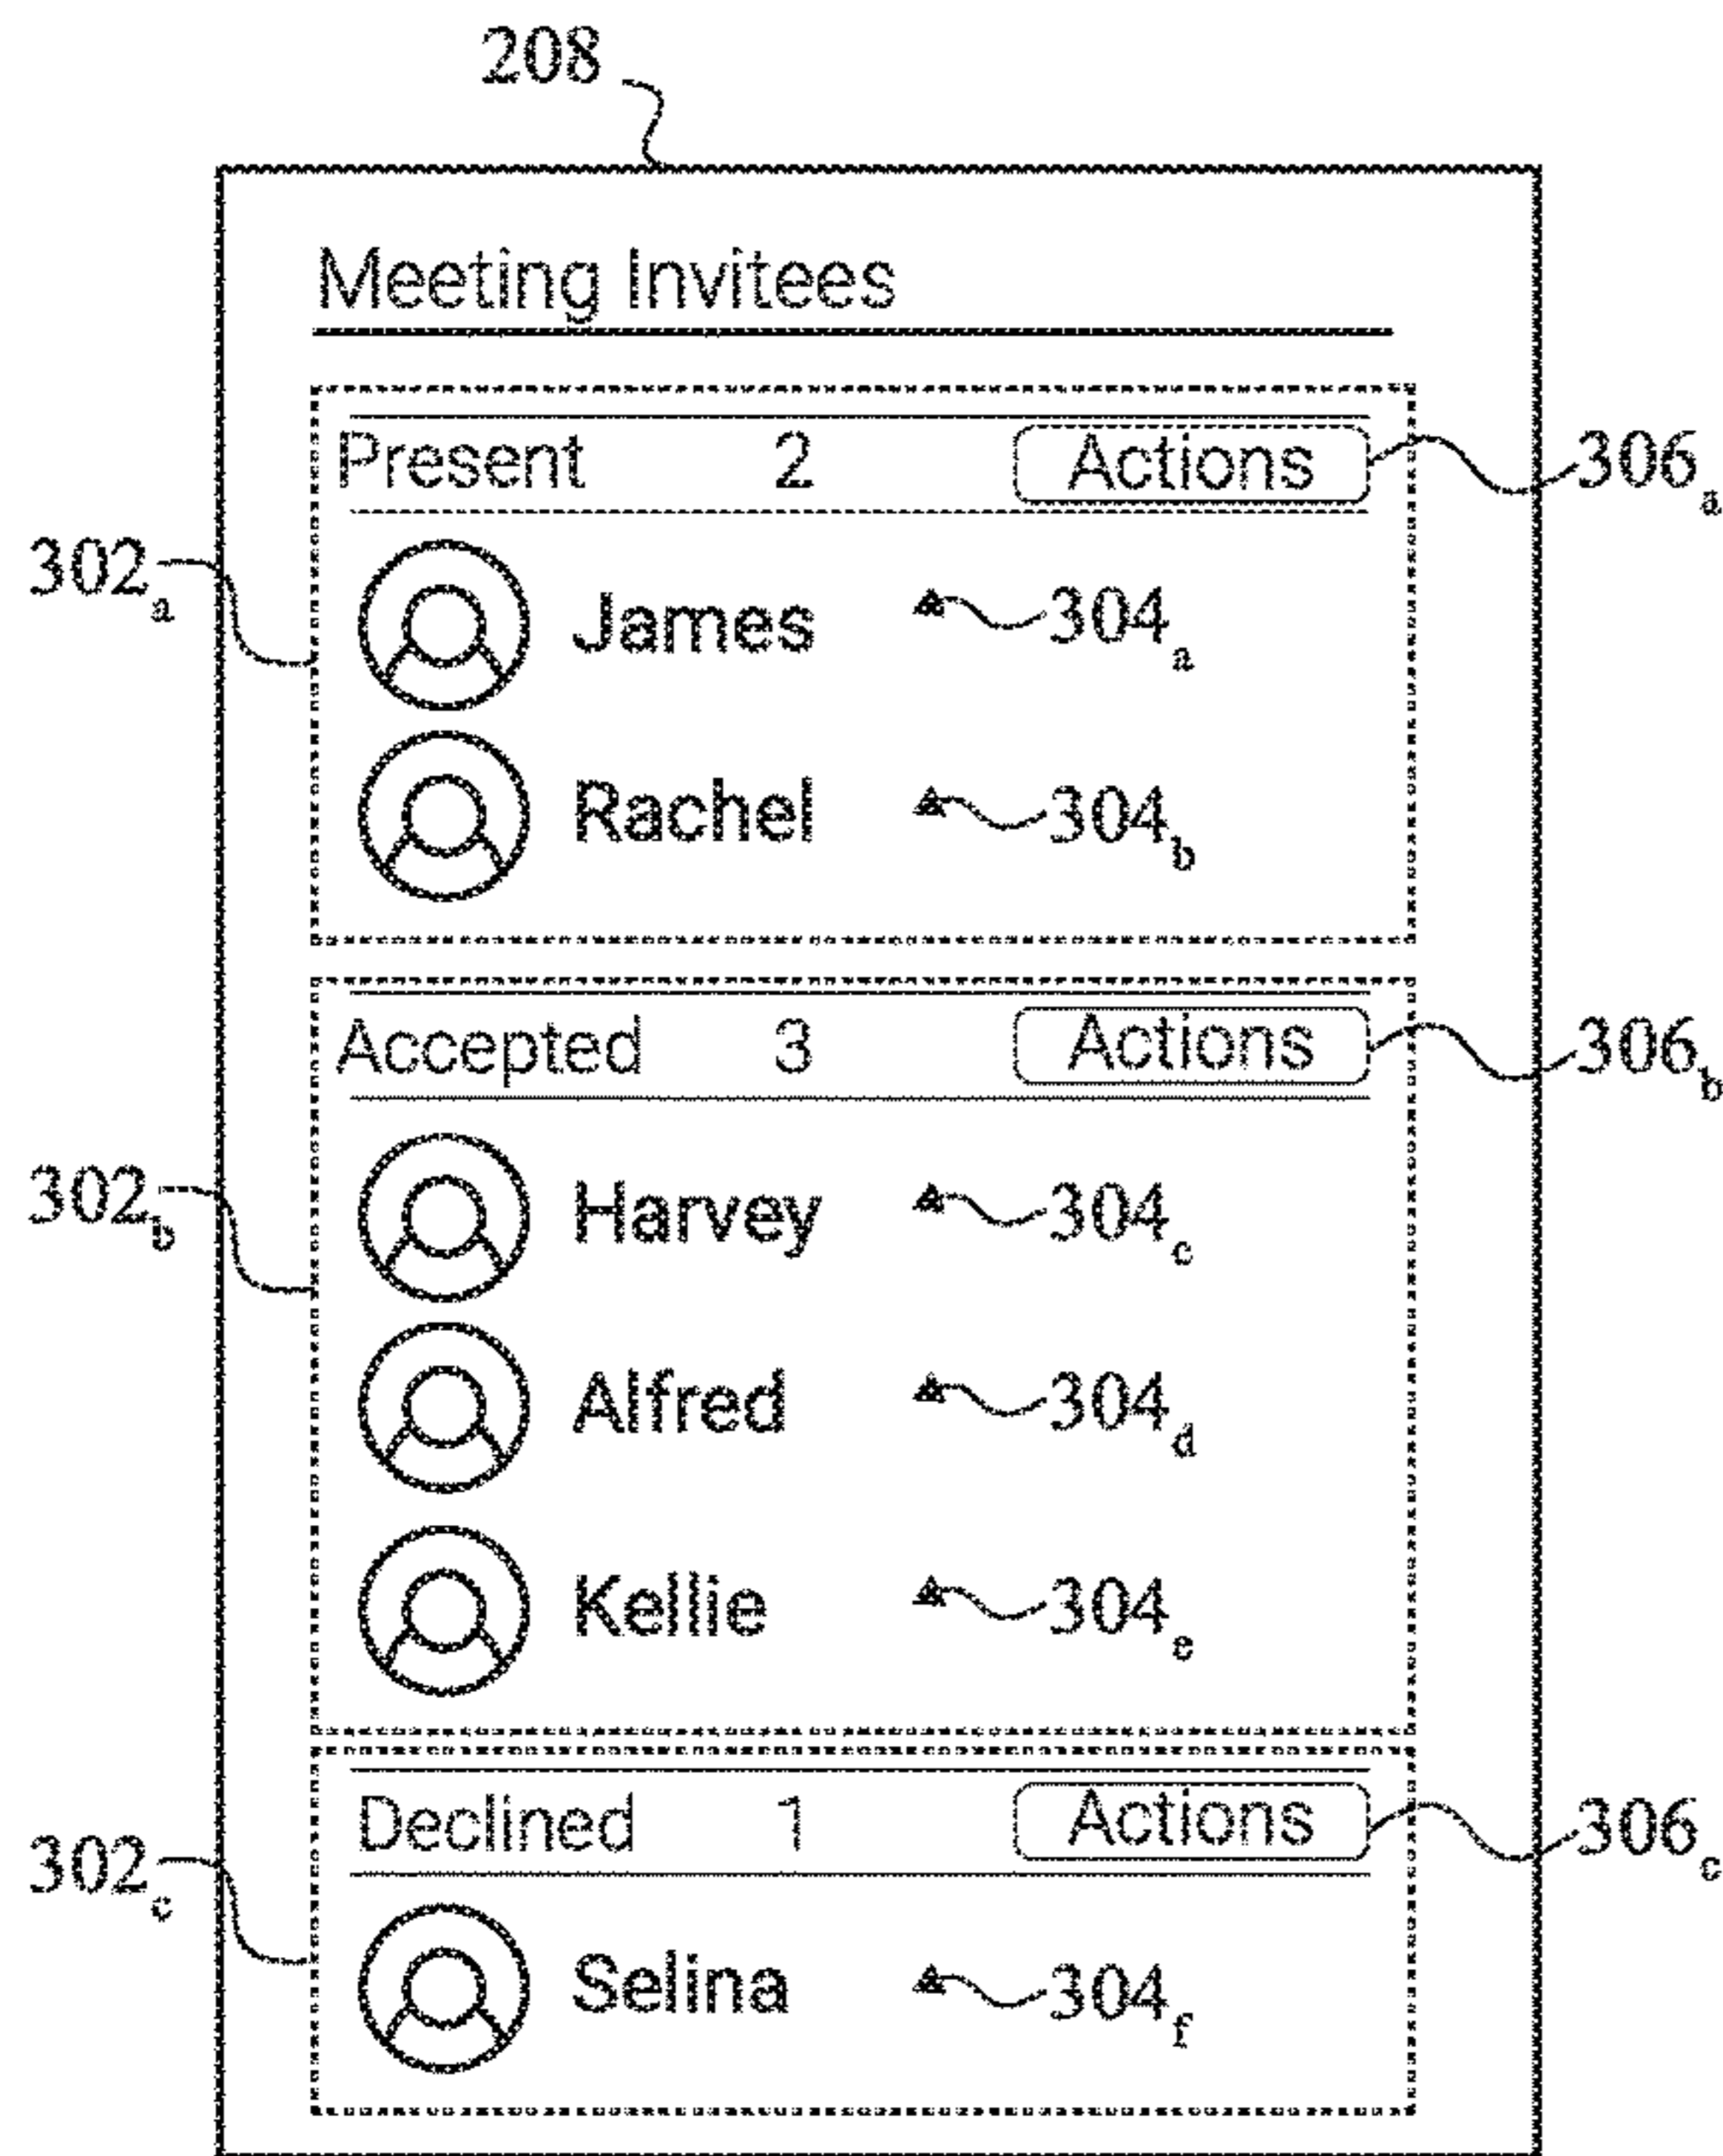 208
Meeting Invitees
Present 2 Actions 306a
302a
James 304a
Rachel 304b
Accepted 3 Actions 306b
302b
Harvey 304c
Alfred 304d
Kellie 304e
Declined 1 Actions 306c
302c
Selina 304f